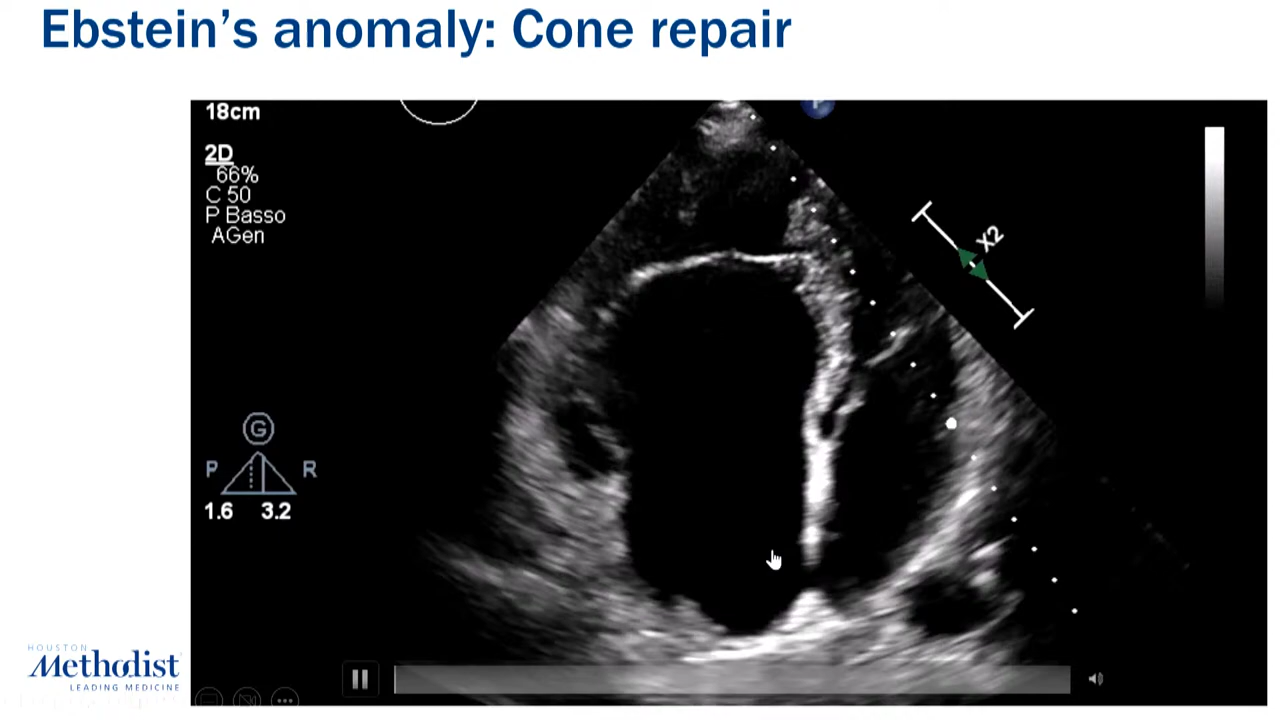 Ebstein's anomaly: Cone repair
18cm
2D
66%
C 50
P Basso
AGen
X2
G
P R
1.6 3.2
HOUSTON
Methodist
LEADING MEDICINE